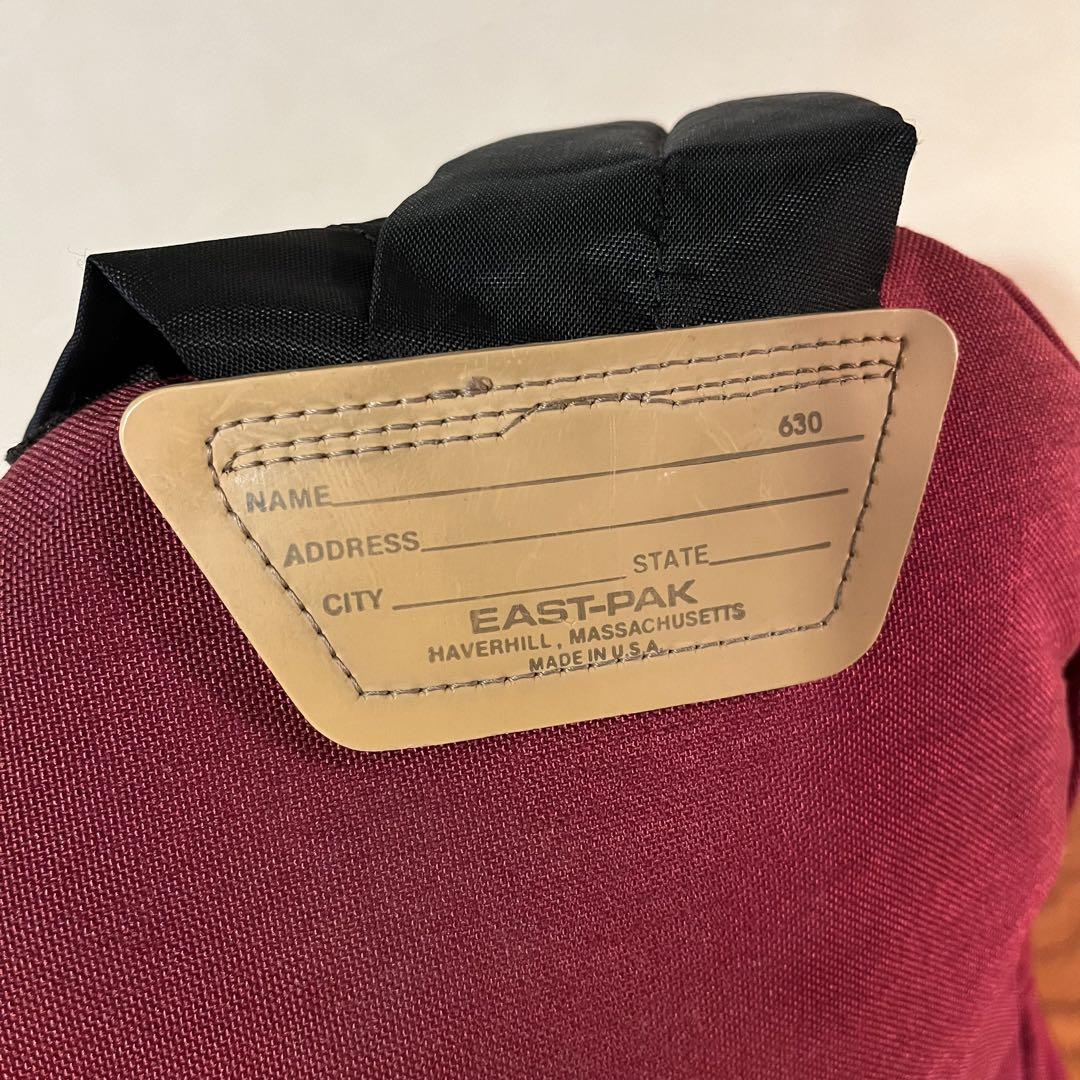 630
NAME
ADDRESS
CITY STATE
EAST-PAK
HAVERHILL, MASSACHUSETTS
MADE IN U.S.A.